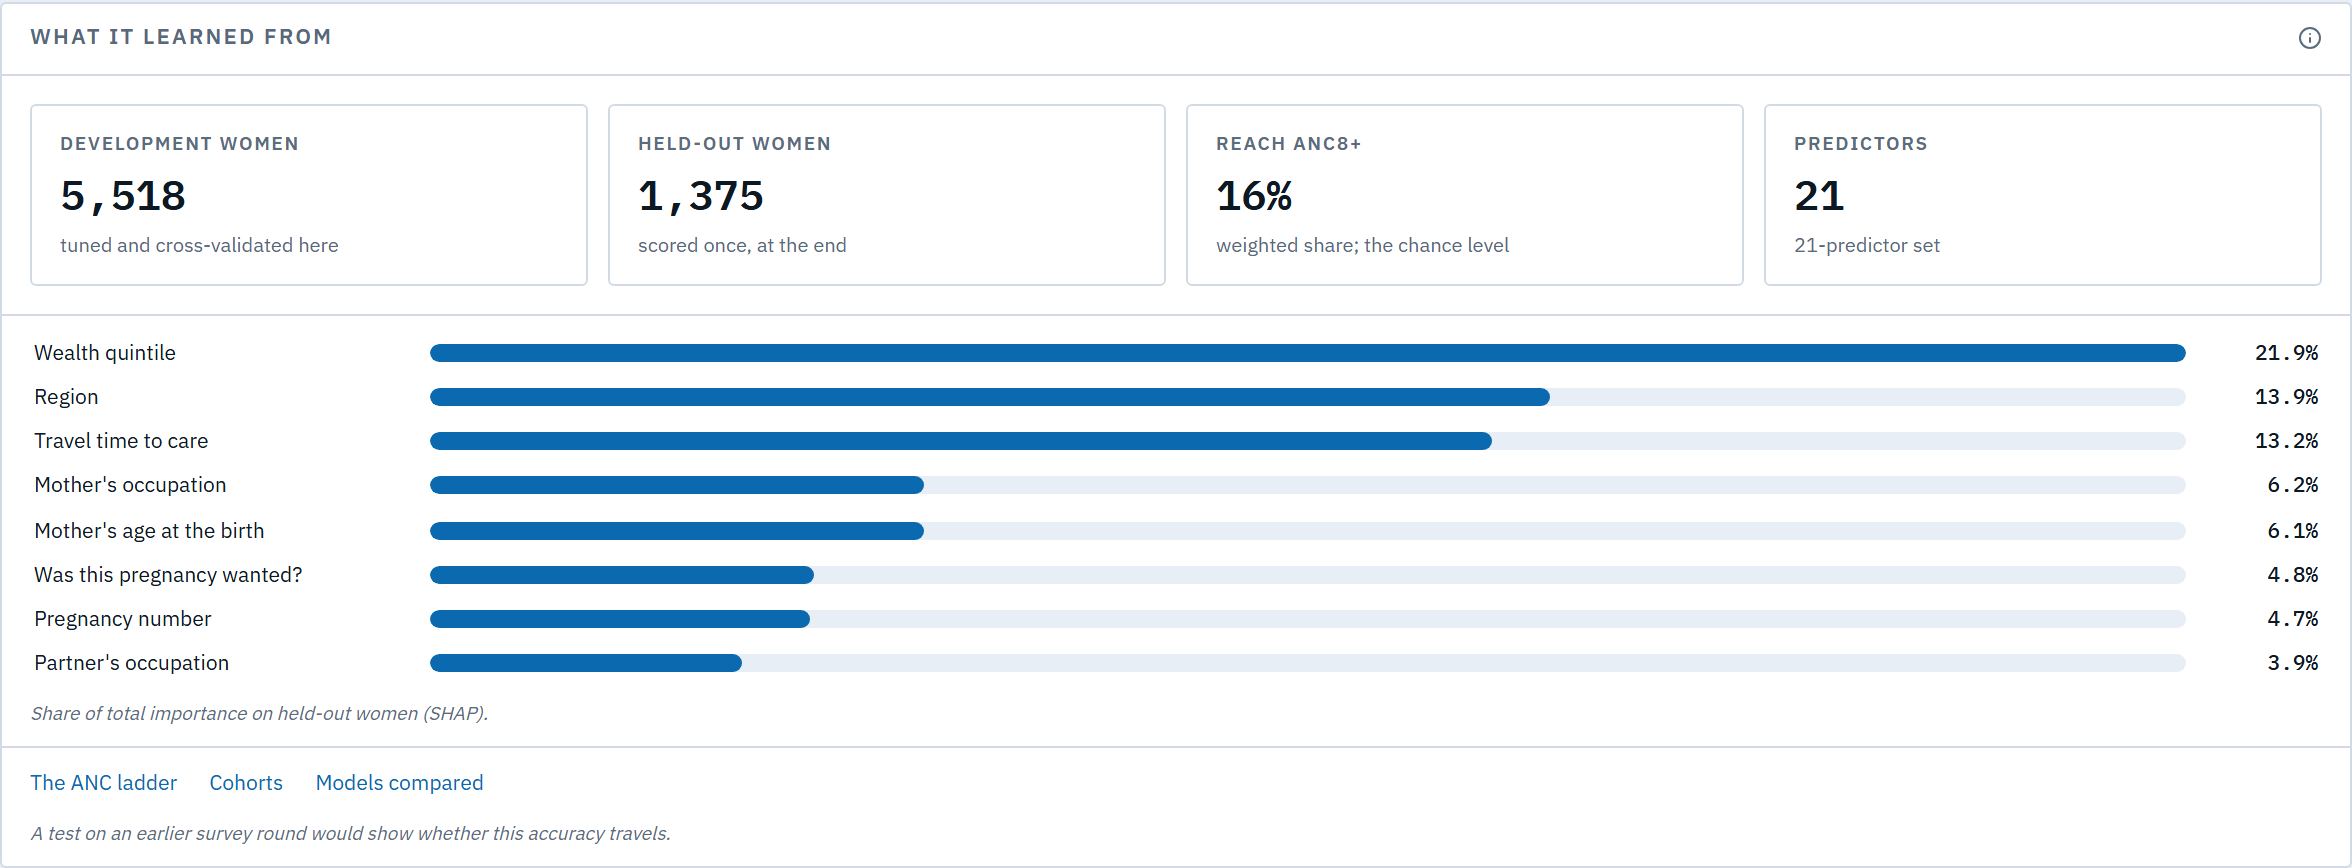 WHAT IT LEARNED FROM
DEVELOPMENT WOMEN
5,518
tuned and cross-validated here
HELD-OUT WOMEN
1,375
scored once, at the end
REACH ANC8+
16%
weighted share; the chance level
PREDICTORS
21
21-predictor set
Wealth quintile 21.9%
Region 13.9%
Travel time to care 13.2%
Mother's occupation 6.2%
Mother's age at the birth 6.1%
Was this pregnancy wanted? 4.8%
Pregnancy number 4.7%
Partner's occupation 3.9%
Share of total importance on held-out women (SHAP).
The ANC ladder Cohorts Models compared
A test on an earlier survey round would show whether this accuracy travels.